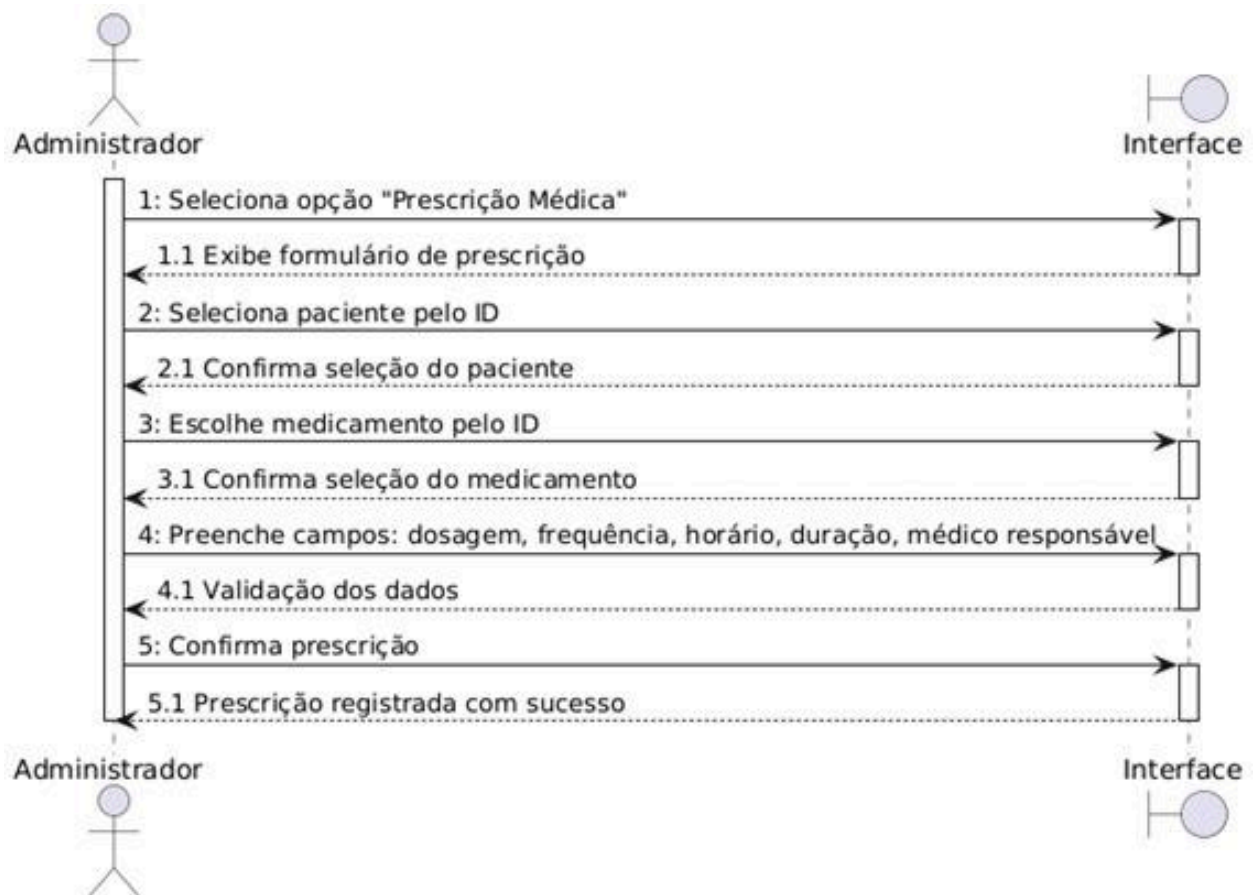 Administrador
Interface
1: Seleciona opção "Prescrição Médica"
1.1 Exibe formulário de prescrição
2: Seleciona paciente pelo ID
2.1 Confirma seleção do paciente
3: Escolhe medicamento pelo ID
3.1 Confirma seleção do medicamento
4: Preenche campos: dosagem, frequência, horário, duração, médico responsável
4.1 Validação dos dados
5: Confirma prescrição
5.1 Prescrição registrada com sucesso
Administrador
Interface